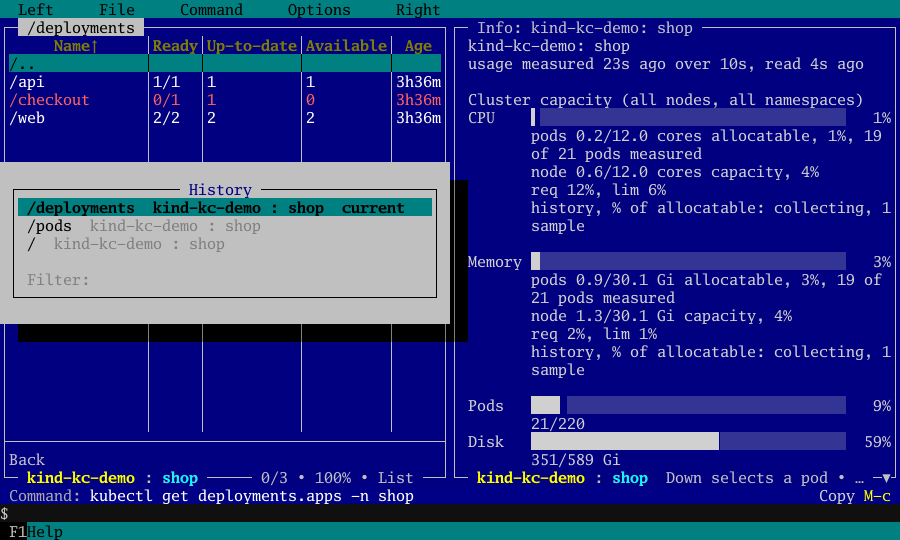 Left File Command Options Right
/deployments
Name↑ Ready Up-to-date Available Age
/..
/api 1/1 1 1 3h36m
/checkout 0/1 1 0 3h36m
/web 2/2 2 2 3h36m
History
/deployments kind-kc-demo : shop current
/pods kind-kc-demo : shop
/ kind-kc-demo : shop
Filter:
Back
kind-kc-demo : shop 0/3 • 100% • List
Info: kind-kc-demo: shop
kind-kc-demo: shop
usage measured 23s ago over 10s, read 4s ago
Cluster capacity (all nodes, all namespaces)
CPU 1%
pods 0.2/12.0 cores allocatable, 1%, 19
of 21 pods measured
node 0.6/12.0 cores capacity, 4%
req 12%, lim 6%
history, % of allocatable: collecting, 1
sample
Memory 3%
pods 0.9/30.1 Gi allocatable, 3%, 19 of
21 pods measured
node 1.3/30.1 Gi capacity, 4%
req 2%, lim 1%
history, % of allocatable: collecting, 1
sample
Pods 9%
21/220
Disk 59%
351/589 Gi
kind-kc-demo : shop Down selects a pod • … ▼
Command: kubectl get deployments.apps -n shop
Copy M-c
$
F1Help